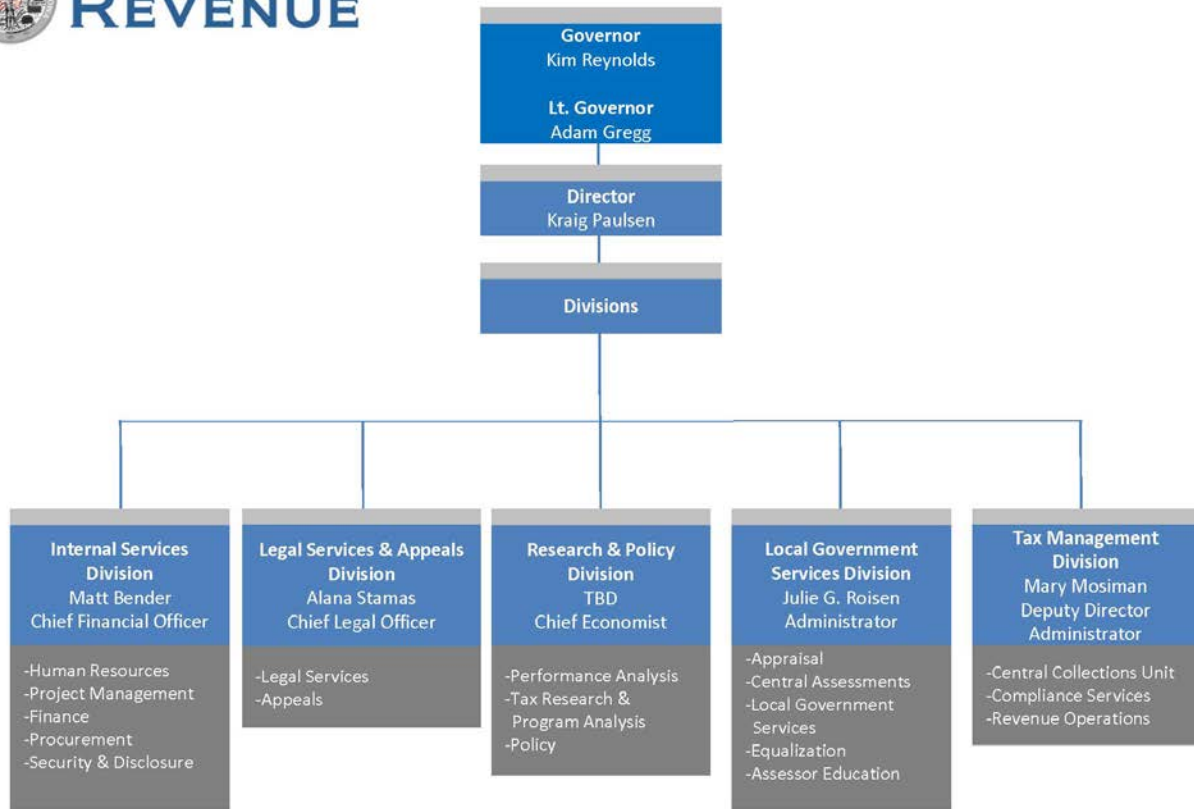 REVENUE
Governor
Kim Reynolds
Lt. Governor
Adam Gregg
Director
Kraig Paulsen
Divisions
Internal Services
Division
Matt Bender
Chief Financial Officer
-Human Resources
-Project Management
-Finance
-Procurement
-Security & Disclosure
Legal Services & Appeals
Division
Alana Stamas
Chief Legal Officer
-Legal Services
-Appeals
Research & Policy
Division
TBD
Chief Economist
-Performance Analysis
-Tax Research &
Program Analysis
-Policy
Local Government
Services Division
Julie G. Roisen
Administrator
-Appraisal
-Central Assessments
-Local Government
Services
-Equalization
-Assessor Education
Tax Management
Division
Mary Mosiman
Deputy Director
Administrator
-Central Collections Unit
-Compliance Services
-Revenue Operations